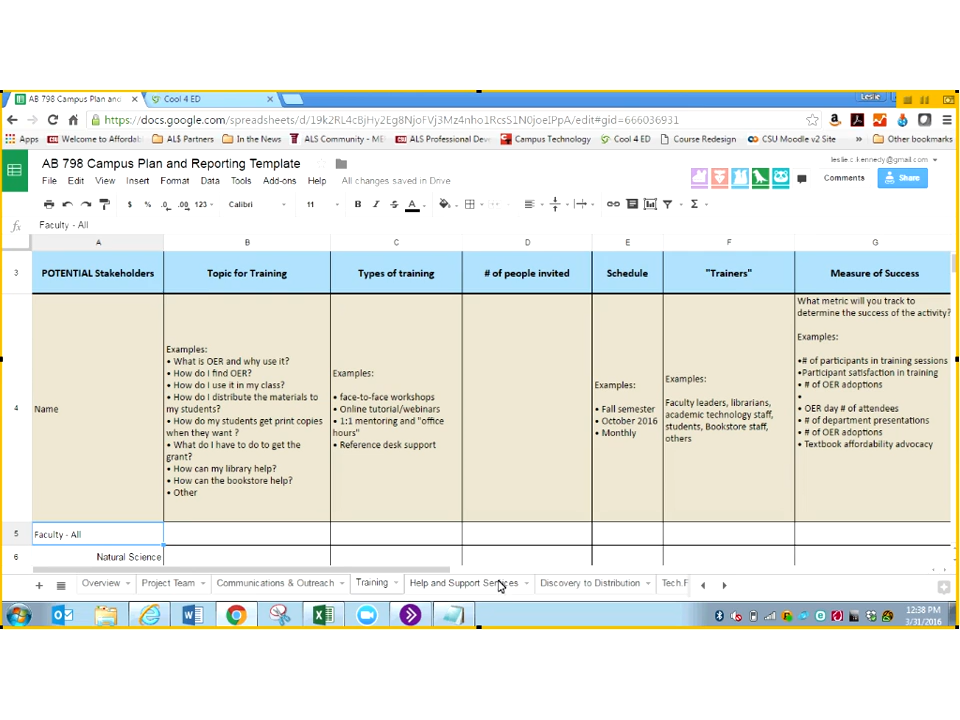 AB 798 Campus Plan and
Cool 4 ED
Leslie
https://docs.google.com/spreadsheets/d/19k2RL4cBjHy2Eg8NjoFVj3Mz4nho1RcsS1N0joeIPpA/edit#gid=666036931
Apps
Welcome to Affordab
ALS Partners
In the News
ALS Community - ME
ALS Professional Dev
Campus Technology
Cool 4 ED
Course Redesign
CSU Moodle v2 Site
»
Other bookmarks
AB 798 Campus Plan and Reporting Template
leslie.c.kennedy@gmail.com
File Edit View Insert Format Data Tools Add-ons Help All changes saved in Drive
Comments
Share
$ % .0 .00 123 Calibri 11 B I S A Σ
fx Faculty - All
A B C D E F G
3 POTENTIAL Stakeholders Topic for Training Types of training # of people invited Schedule "Trainers" Measure of Success
4
Name
Examples:
• What is OER and why use it?
• How do I find OER?
• How do I use it in my class?
• How do I distribute the materials to
my students?
• How do my students get print copies
when they want ?
• What do I have to do to get the
grant?
• How can my library help?
• How can the bookstore help?
• Other
Examples:
• face-to-face workshops
• Online tutorial/webinars
• 1:1 mentoring and "office
hours"
• Reference desk support
Examples:
• Fall semester
• October 2016
• Monthly
Examples:
Faculty leaders, librarians,
academic technology staff,
students, Bookstore staff,
others
What metric will you track to
determine the success of the activity?
Examples:
•# of participants in training sessions
•Participant satisfaction in training
• # of OER adoptions
•
• OER day # of attendees
• # of department presentations
• # of OER adoptions
• Textbook affordability advocacy
5 Faculty - All
6 Natural Science
Overview Project Team Communications & Outreach Training Help and Support Services Discovery to Distribution Tech F
12:38 PM
3/31/2016